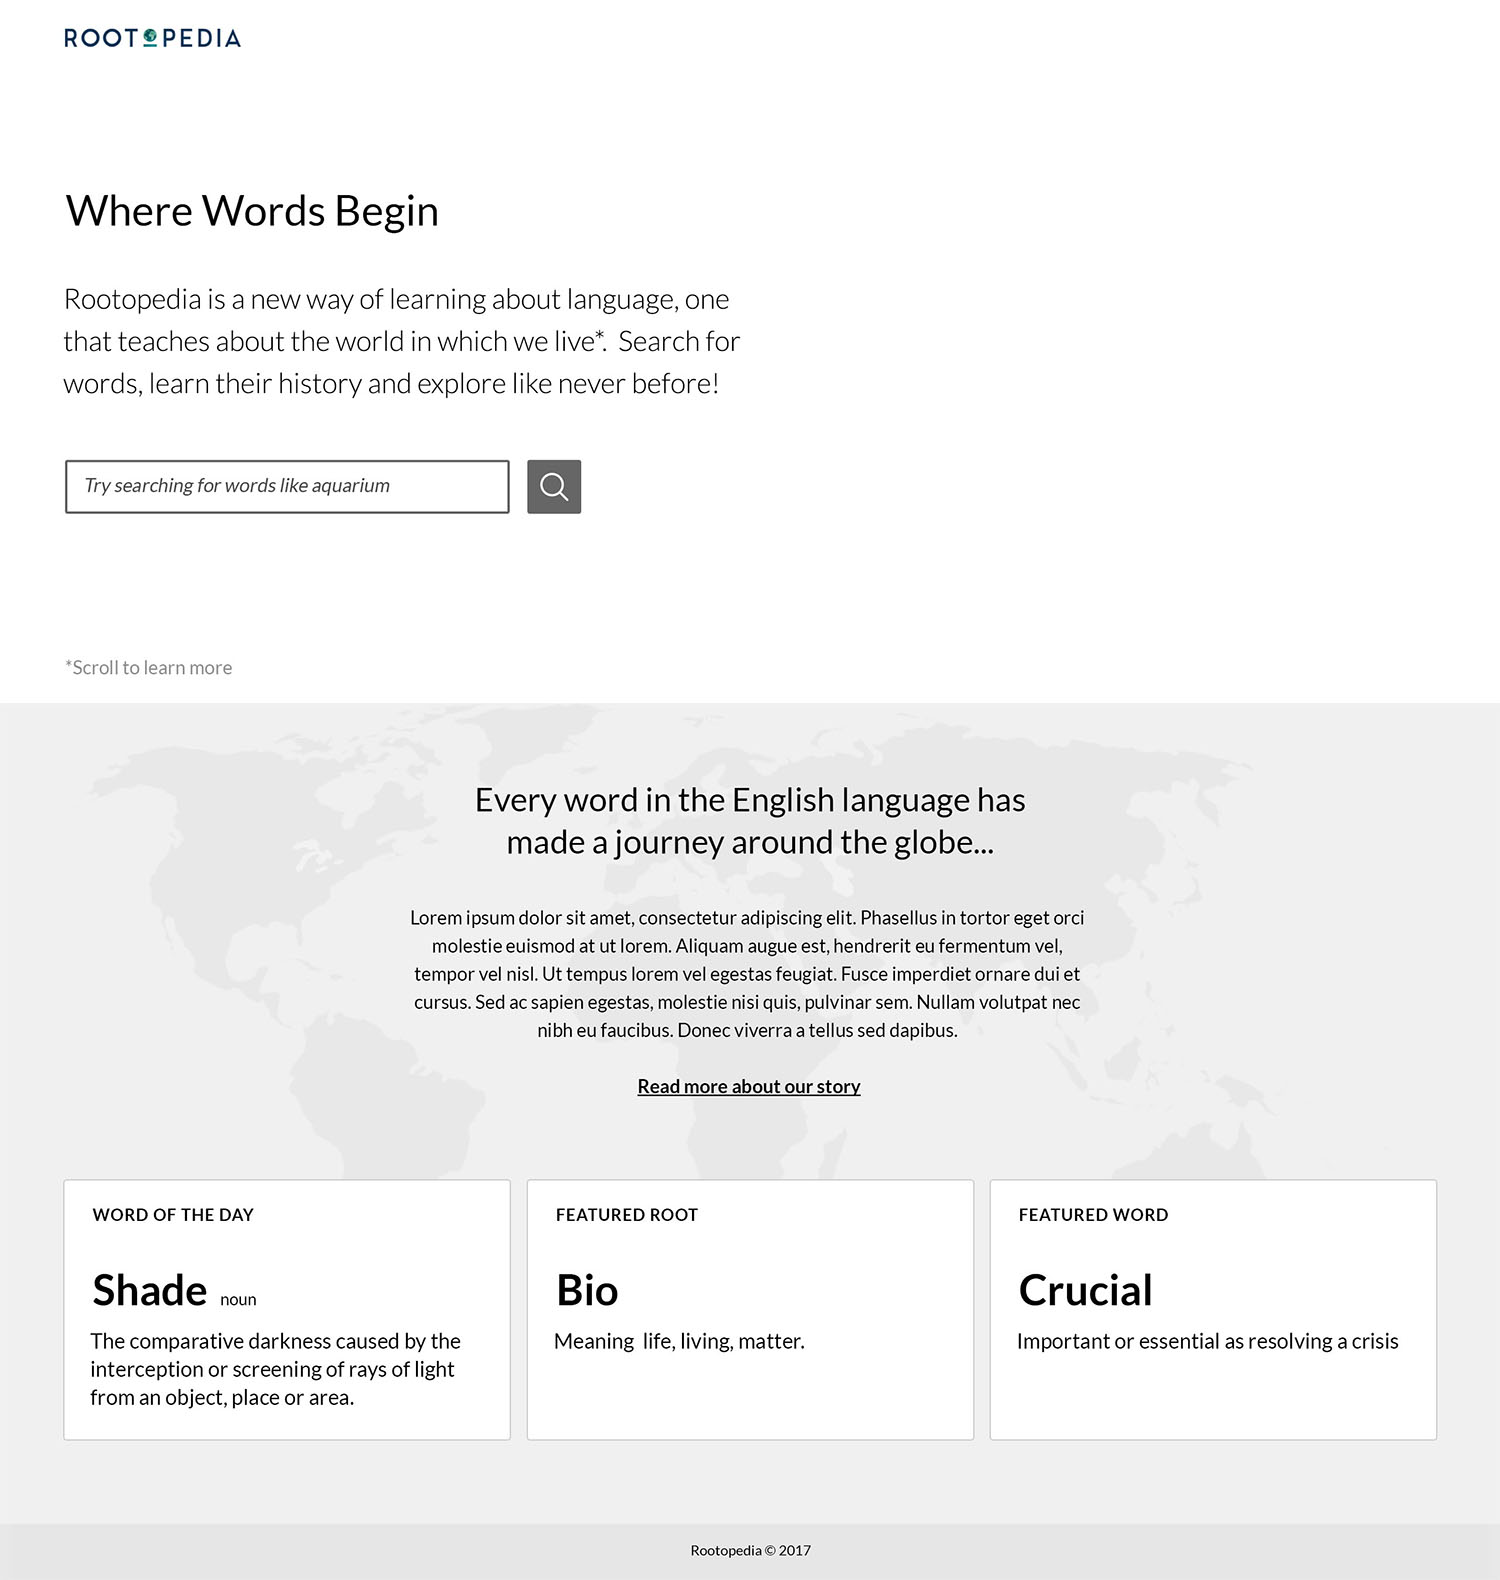 ROOTOPEDIA
Where Words Begin
Rootopedia is a new way of learning about language, one
that teaches about the world in which we live*.  Search for
words, learn their history and explore like never before!
Try searching for words like aquarium
*Scroll to learn more
Every word in the English language has
made a journey around the globe...
Lorem ipsum dolor sit amet, consectetur adipiscing elit. Phasellus in tortor eget orci
molestie euismod at ut lorem. Aliquam augue est, hendrerit eu fermentum vel,
tempor vel nisl. Ut tempus lorem vel egestas feugiat. Fusce imperdiet ornare dui et
cursus. Sed ac sapien egestas, molestie nisi quis, pulvinar sem. Nullam volutpat nec
nibh eu faucibus. Donec viverra a tellus sed dapibus.
Read more about our story
WORD OF THE DAY
Shade noun
The comparative darkness caused by the
interception or screening of rays of light
from an object, place or area.
FEATURED ROOT
Bio
Meaning  life, living, matter.
FEATURED WORD
Crucial
Important or essential as resolving a crisis
Rootopedia © 2017